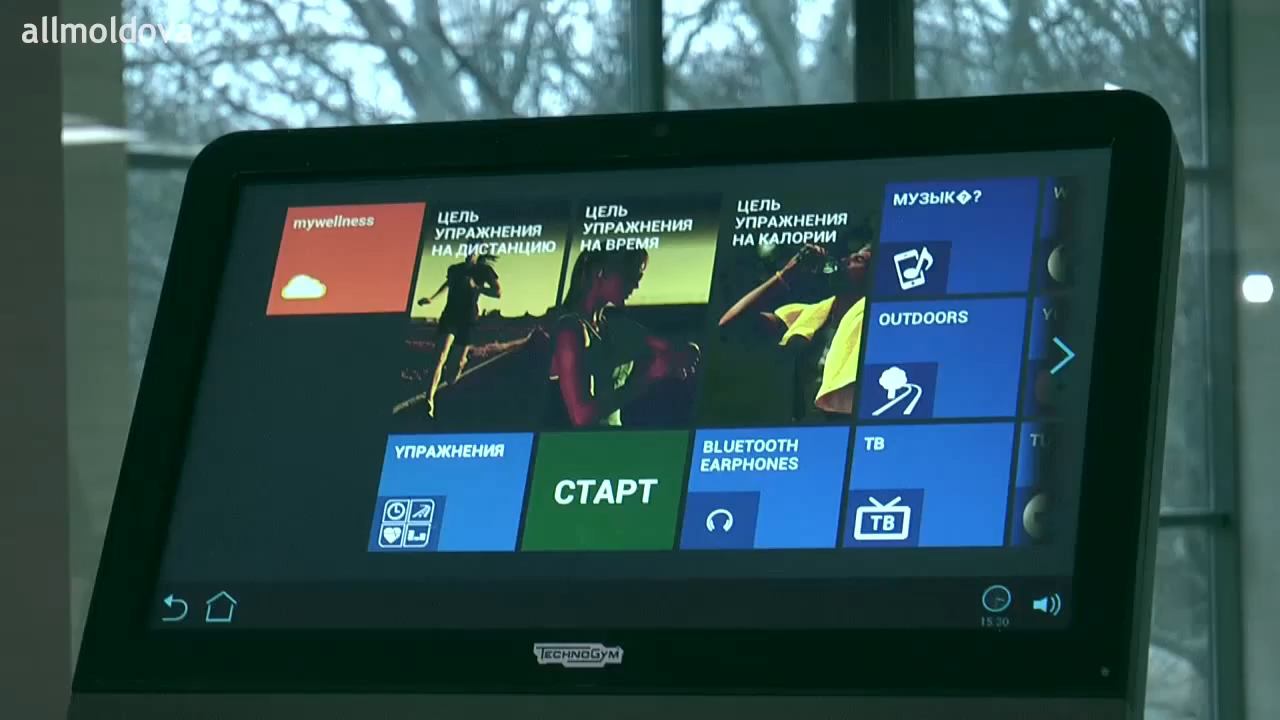 allmoldova
mywellness
ЦЕЛЬ
УПРАЖНЕНИЯ
НА ДИСТАНЦИЮ
ЦЕЛЬ
УПРАЖНЕНИЯ
НА ВРЕМЯ
ЦЕЛЬ
УПРАЖНЕНИЯ
НА КАЛОРИИ
МУЗЫК�?
OUTDOORS
УПРАЖНЕНИЯ
СТАРТ
BLUETOOTH
EARPHONES
ТВ
ТВ
15:20
TECHNOGYM